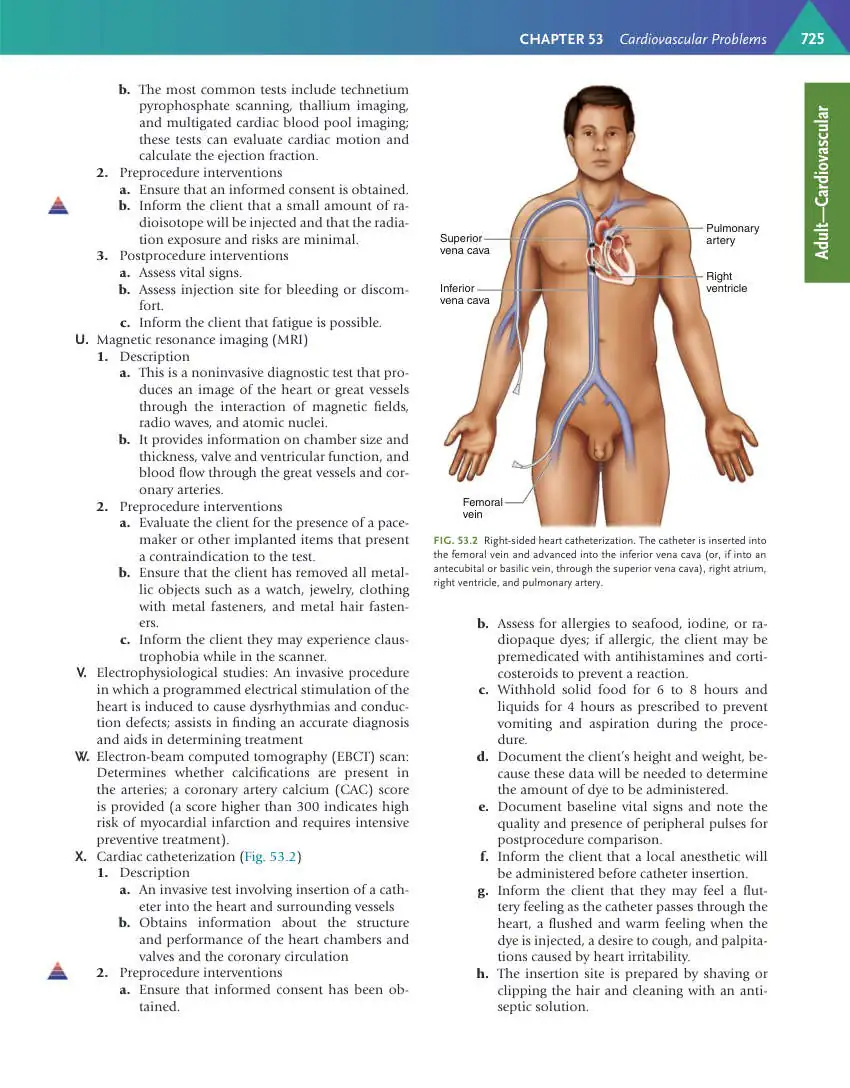 CHAPTER 53 Cardiovascular Problems 725
b. The most common tests include technetium
pyrophosphate scanning, thallium imaging,
and multigated cardiac blood pool imaging;
these tests can evaluate cardiac motion and
calculate the ejection fraction.
2. Preprocedure interventions
a. Ensure that an informed consent is obtained.
b. Inform the client that a small amount of ra-
dioisotope will be injected and that the radia-
tion exposure and risks are minimal.
3. Postprocedure interventions
a. Assess vital signs.
b. Assess injection site for bleeding or discom-
fort.
c. Inform the client that fatigue is possible.
U. Magnetic resonance imaging (MRI)
1. Description
a. This is a noninvasive diagnostic test that pro-
duces an image of the heart or great vessels
through the interaction of magnetic fields,
radio waves, and atomic nuclei.
b. It provides information on chamber size and
thickness, valve and ventricular function, and
blood flow through the great vessels and cor-
onary arteries.
2. Preprocedure interventions
a. Evaluate the client for the presence of a pace-
maker or other implanted items that present
a contraindication to the test.
b. Ensure that the client has removed all metal-
lic objects such as a watch, jewelry, clothing
with metal fasteners, and metal hair fasten-
ers.
c. Inform the client they may experience claus-
trophobia while in the scanner.
V. Electrophysiological studies: An invasive procedure
in which a programmed electrical stimulation of the
heart is induced to cause dysrhythmias and conduc-
tion defects; assists in finding an accurate diagnosis
and aids in determining treatment
W. Electron-beam computed tomography (EBCT) scan:
Determines whether calcifications are present in
the arteries; a coronary artery calcium (CAC) score
is provided (a score higher than 300 indicates high
risk of myocardial infarction and requires intensive
preventive treatment).
X. Cardiac catheterization (Fig. 53.2)
1. Description
a. An invasive test involving insertion of a cath-
eter into the heart and surrounding vessels
b. Obtains information about the structure
and performance of the heart chambers and
valves and the coronary circulation
2. Preprocedure interventions
a. Ensure that informed consent has been ob-
tained.
Superior
vena cava
Inferior
vena cava
Femoral
vein
Pulmonary
artery
Right
ventricle
FIG. 53.2 Right-sided heart catheterization. The catheter is inserted into
the femoral vein and advanced into the inferior vena cava (or, if into an
antecubital or basilic vein, through the superior vena cava), right atrium,
right ventricle, and pulmonary artery.
b. Assess for allergies to seafood, iodine, or ra-
diopaque dyes; if allergic, the client may be
premedicated with antihistamines and corti-
costeroids to prevent a reaction.
c. Withhold solid food for 6 to 8 hours and
liquids for 4 hours as prescribed to prevent
vomiting and aspiration during the proce-
dure.
d. Document the client's height and weight, be-
cause these data will be needed to determine
the amount of dye to be administered.
e. Document baseline vital signs and note the
quality and presence of peripheral pulses for
postprocedure comparison.
f. Inform the client that a local anesthetic will
be administered before catheter insertion.
g. Inform the client that they may feel a flut-
tery feeling as the catheter passes through the
heart, a flushed and warm feeling when the
dye is injected, a desire to cough, and palpita-
tions caused by heart irritability.
h. The insertion site is prepared by shaving or
clipping the hair and cleaning with an anti-
septic solution.
Adult—Cardiovascular